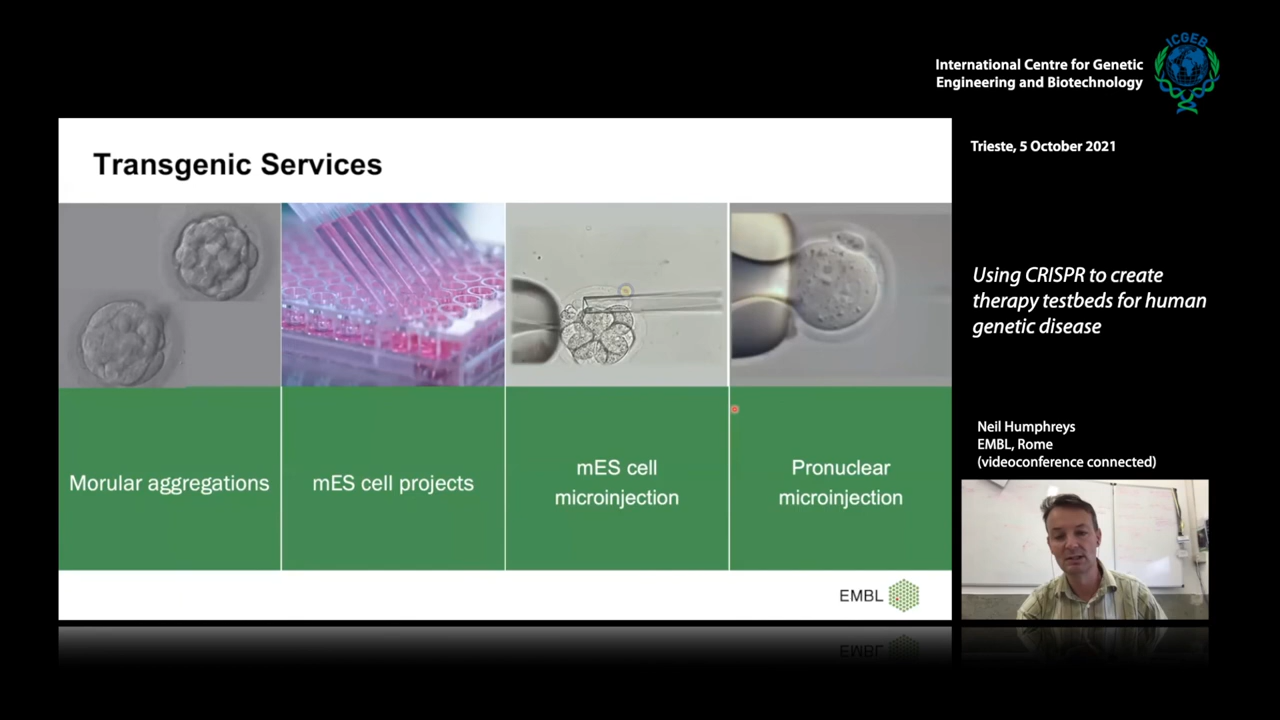 ICGEB
International Centre for Genetic
Engineering and Biotechnology
Trieste, 5 October 2021
Transgenic Services
Morular aggregations
mES cell projects
mES cell
microinjection
Pronuclear
microinjection
EMBL
Using CRISPR to create
therapy testbeds for human
genetic disease
Neil Humphreys
EMBL, Rome
(videoconference connected)